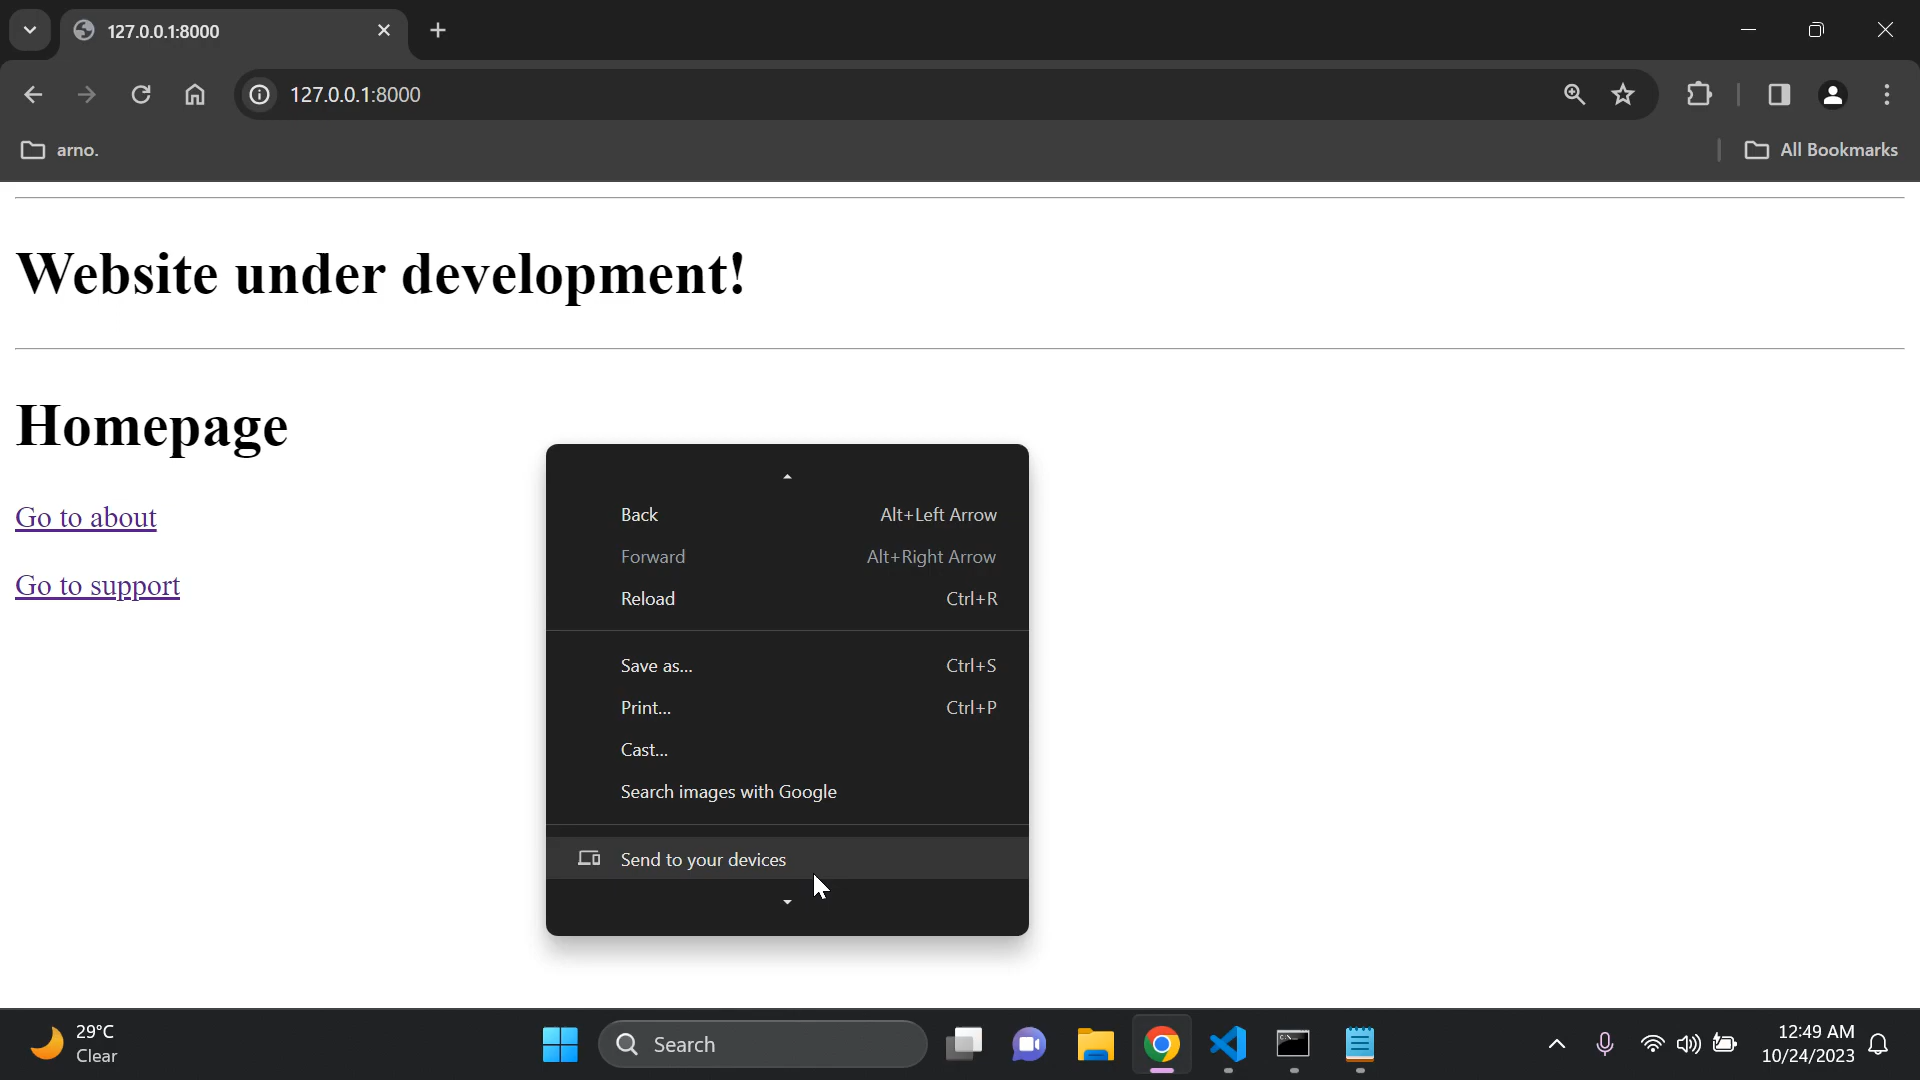 127.0.0.1:8000
127.0.0.1:8000
arno.
All Bookmarks
Website under development!
Homepage
Go to about
Go to support
Back Alt+Left Arrow
Forward Alt+Right Arrow
Reload Ctrl+R
Save as... Ctrl+S
Print... Ctrl+P
Cast...
Search images with Google
Send to your devices
29°C
Clear
Search
12:49 AM
10/24/2023